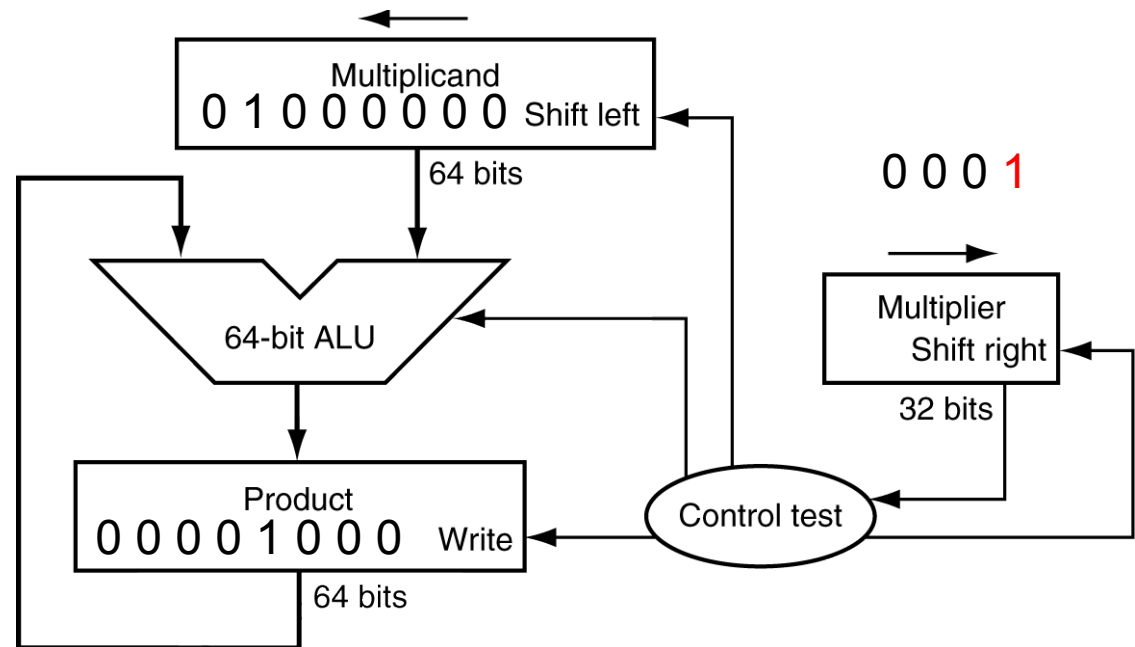 Multiplicand
0 1 0 0 0 0 0 0 Shift left
64 bits
0 0 0 1
64-bit ALU
Multiplier
Shift right
32 bits
Product
0 0 0 0 1 0 0 0 Write
Control test
64 bits